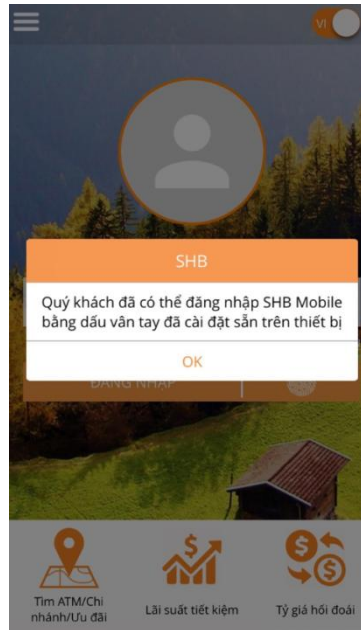 VI
SHB
Quý khách đã có thể đăng nhập SHB Mobile
bằng dấu vân tay đã cài đặt sẵn trên thiết bị
OK
ĐĂNG NHẬP
Tìm ATM/Chi
nhánh/Ưu đãi
Lãi suất tiết kiệm
Tỷ giá hối đoái